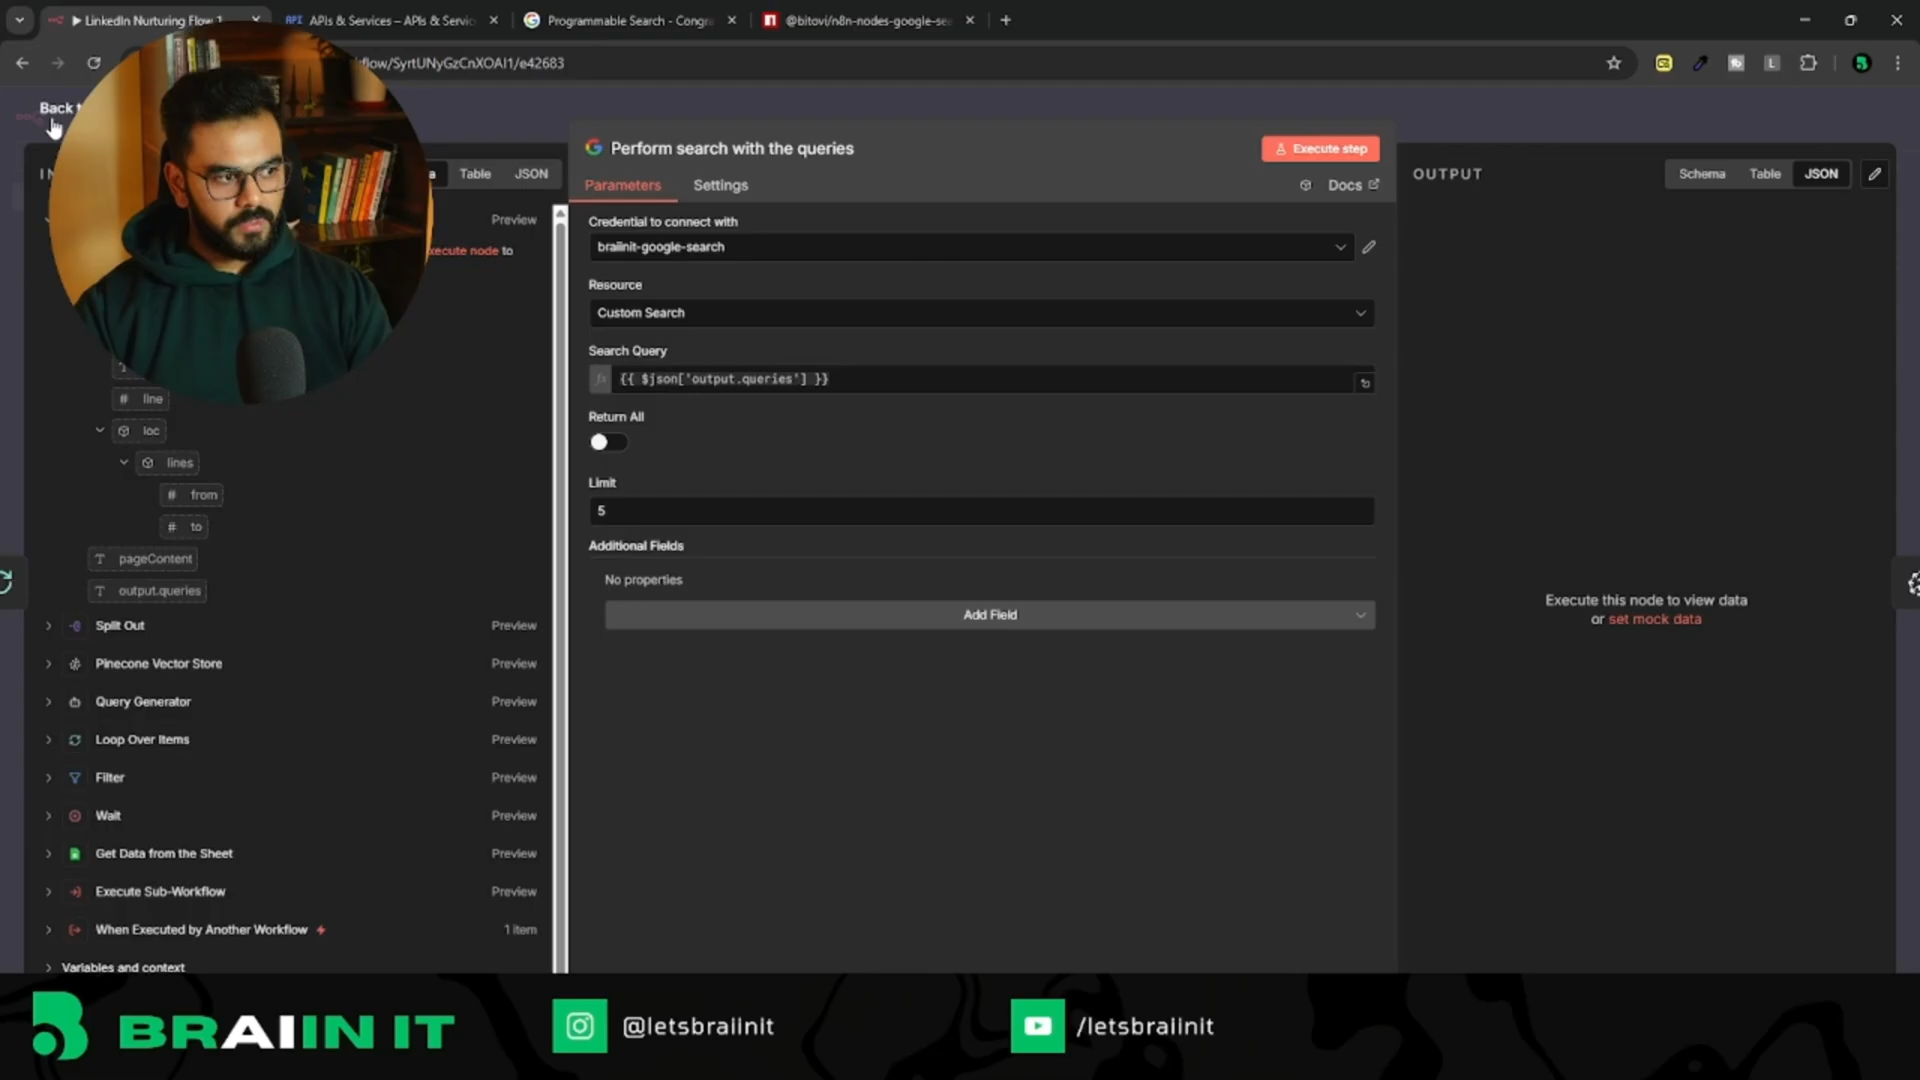 LinkedIn Nurturing Flow 1
APIs & Services – APIs & Servic
Programmable Search - Congr
@bitovi/n8n-nodes-google-se
flow/SyrtUNyGzCnXOAI1/e42683
Back t
Perform search with the queries
Execute step
Table
JSON
Parameters
Settings
Docs
OUTPUT
Schema
Table
JSON
Preview
Credential to connect with
braiinit-google-search
xecute node to
Resource
Custom Search
Search Query
fx {{ $json['output.queries'] }}
# line
Return All
loc
lines
Limit
# from
5
# to
Additional Fields
T pageContent
No properties
T output.queries
Add Field
Execute this node to view data
or set mock data
Split Out Preview
Pinecone Vector Store Preview
Query Generator Preview
Loop Over Items Preview
Filter Preview
Wait Preview
Get Data from the Sheet Preview
Execute Sub-Workflow Preview
When Executed by Another Workflow 1 item
Variables and context
BRAIIN IT
@letsbraiinit
/letsbraiinit